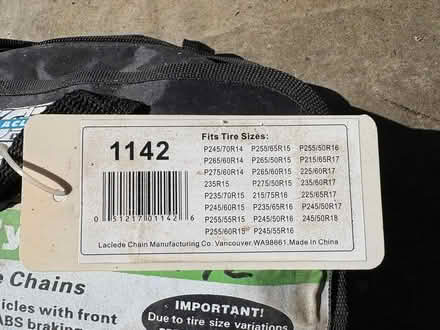 Fits Tire Sizes:
1142
P245/70R14 P255/65R15 P255/50R16
P265/60R14 P265/50R15 P215/65R17
P275/60R14 P265/60R15 225/60R17
235R15 P275/50R15 235/60R17
P235/70R15 215/75R16 P225/65R17
P245/60R15 P235/65R16 P245/50R17
P255/55R15 P245/50R16 245/50R18
P255/60R15 P245/55R16
0 51217 01142 6
Laclede Chain Manufacturing Co. Vancouver, WA98661, Made in China
e Chains
icles with front
ABS braking
IMPORTANT!
Due to tire size variations